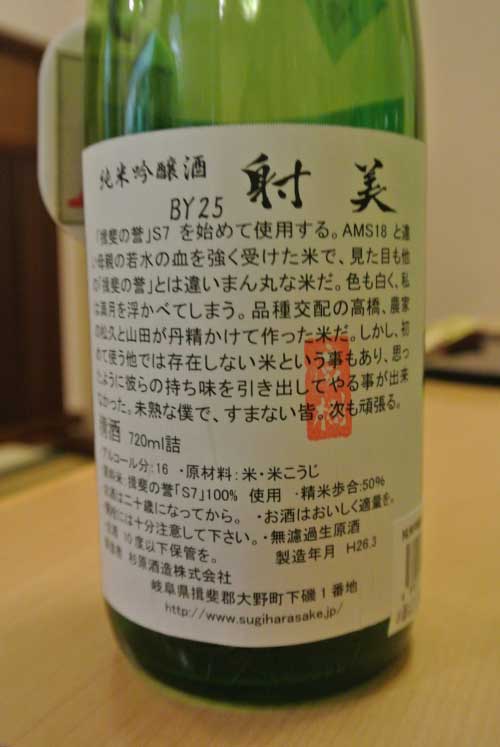 純米吟醸酒 射美
BY25
「揖斐の誉」S7 を始めて使用する。AMS18 と違
い母親の若水の血を強く受けた米で、見た目も他
の「揖斐の誉」とは違いまん丸な米だ。色も白く、私
は満月を浮かべてしまう。品種交配の高橋、農家
の松久と山田が丹精かけて作った米だ。しかし、初
めて使う他では存在しない米という事もあり、思っ
たように彼らの持ち味を引き出してやる事が出来
なかった。未熟な僕で、すまない皆。次も頑張る。
清酒 720ml詰
アルコール分:16 ・原材料:米・米こうじ
原料米:揖斐の誉「S7」100% 使用 ・精米歩合:50%
飲酒は二十歳になってから。 ・お酒はおいしく適量を。
開栓には十分注意して下さい。・無濾過生原酒
10 度以下保管を。 製造年月 H26.3
杉原酒造株式会社
岐阜県揖斐郡大野町下磯1番地
http://www.sugiharasake.jp/